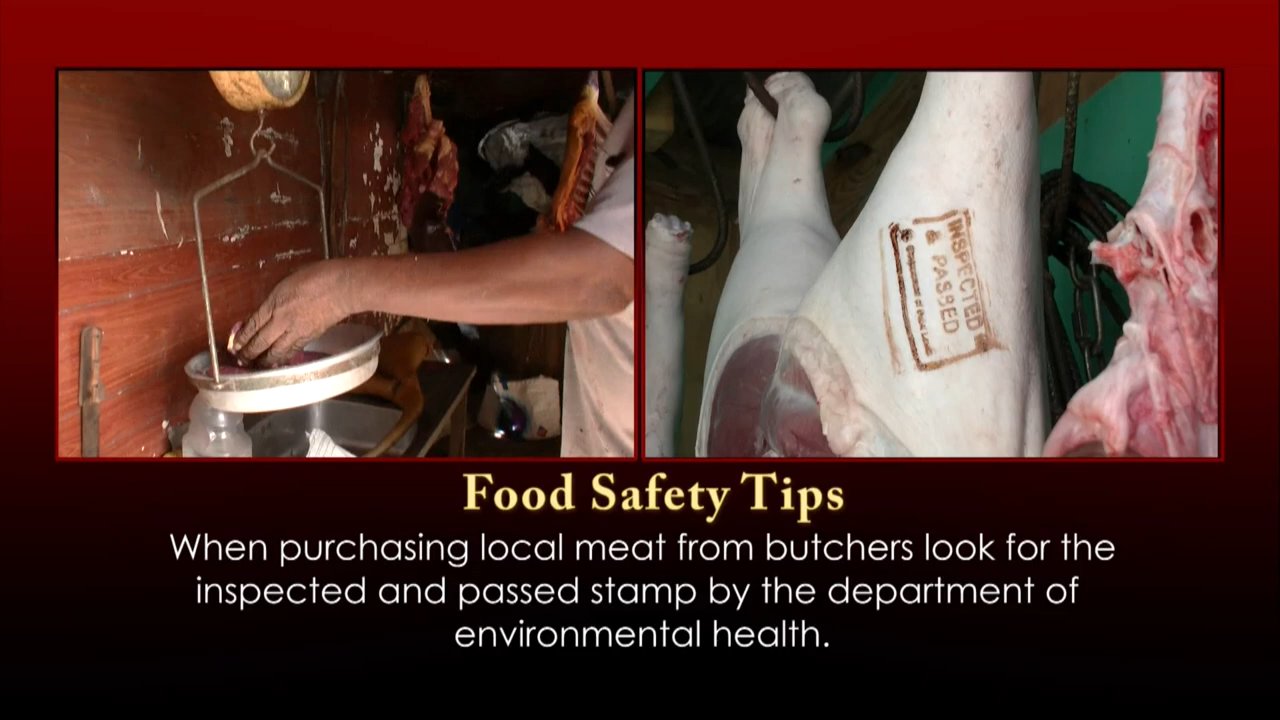 INSPECTED
& PASSED
Food Safety Tips
When purchasing local meat from butchers look for the
inspected and passed stamp by the department of
environmental health.